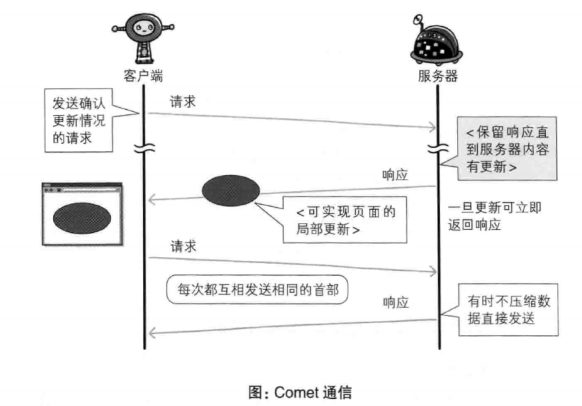 客户端
服务器
发送确认
更新情况
的请求
请求
<保留响应直
到服务器内容
有更新>
响应
<可实现页面的
局部更新>
一旦更新可立即
返回响应
请求
每次都互相发送相同的首部
响应
有时不压缩数
据直接发送
图：Comet 通信